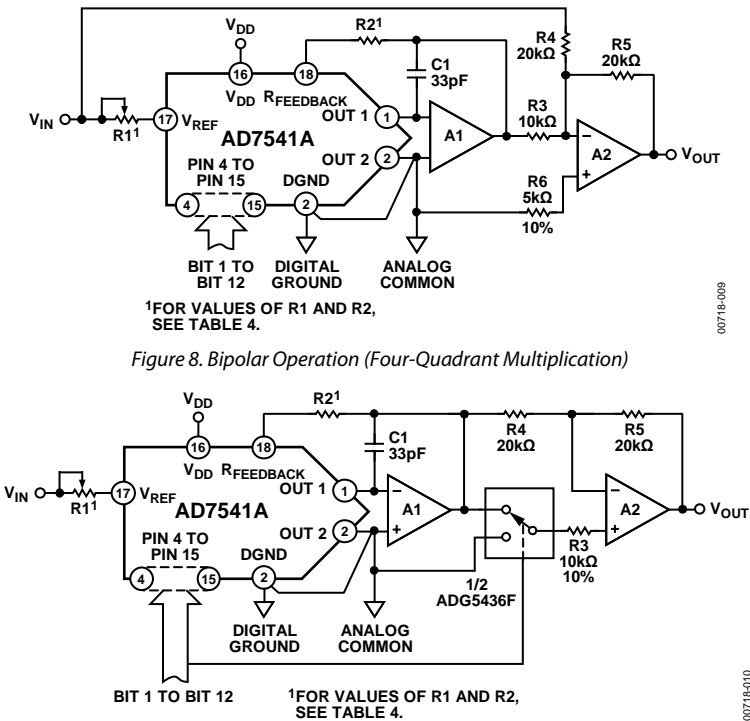 VDD
R2¹
C1
33pF
R4
20kΩ
R5
20kΩ
16
18
VDD RFEEDBACK
OUT 1
1
VIN
R1¹
17
VREF
AD7541A
A1
R3
10kΩ
−
A2
+
VOUT
OUT 2
2
PIN 4 TO
PIN 15
DGND
4
15
2
R6
5kΩ
10%
BIT 1 TO
BIT 12
DIGITAL
GROUND
ANALOG
COMMON
¹FOR VALUES OF R1 AND R2,
SEE TABLE 4.
00718-009
Figure 8. Bipolar Operation (Four-Quadrant Multiplication)
VDD
R2¹
C1
33pF
R4
20kΩ
R5
20kΩ
16
18
VDD RFEEDBACK
OUT 1
1
−
A1
+
VIN
R1¹
17
VREF
AD7541A
OUT 2
2
A2
VOUT
R3
10kΩ
10%
PIN 4 TO
PIN 15
DGND
4
15
2
1/2
ADG5436F
DIGITAL
GROUND
ANALOG
COMMON
BIT 1 TO BIT 12
¹FOR VALUES OF R1 AND R2,
SEE TABLE 4.
00718-010